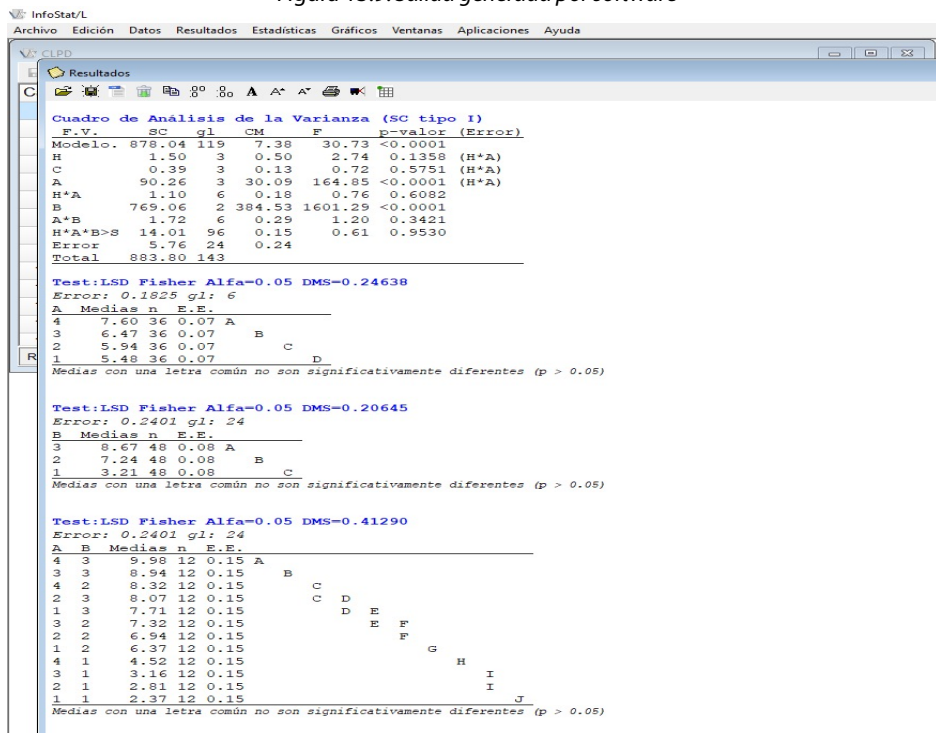 InfoStat/L
Archivo Edición Datos Resultados Estadísticas Gráficos Ventanas Aplicaciones Ayuda
CLPD
Resultados
C
Cuadro de Análisis de la Varianza (SC tipo I)
F.V. SC gl CM F p-valor (Error)
Modelo. 878.04 119 7.38 30.73 <0.0001
H 1.50 3 0.50 2.74 0.1358 (H*A)
C 0.39 3 0.13 0.72 0.5751 (H*A)
A 90.26 3 30.09 164.85 <0.0001 (H*A)
H*A 1.10 6 0.18 0.76 0.6082
B 769.06 2 384.53 1601.29 <0.0001
A*B 1.72 6 0.29 1.20 0.3421
H*A*B>S 14.01 96 0.15 0.61 0.9530
Error 5.76 24 0.24
Total 883.80 143
Test:LSD Fisher Alfa=0.05 DMS=0.24638
Error: 0.1825 gl: 6
A Medias n E.E.
4 7.60 36 0.07 A
3 6.47 36 0.07 B
2 5.94 36 0.07 C
1 5.48 36 0.07 D
R
Medias con una letra común no son significativamente diferentes (p > 0.05)
Test:LSD Fisher Alfa=0.05 DMS=0.20645
Error: 0.2401 gl: 24
B Medias n E.E.
3 8.67 48 0.08 A
2 7.24 48 0.08 B
1 3.21 48 0.08 C
Medias con una letra común no son significativamente diferentes (p > 0.05)
Test:LSD Fisher Alfa=0.05 DMS=0.41290
Error: 0.2401 gl: 24
A B Medias n E.E.
4 3 9.98 12 0.15 A
3 3 8.94 12 0.15 B
4 2 8.32 12 0.15 C
2 3 8.07 12 0.15 C D
1 3 7.71 12 0.15 D E
3 2 7.32 12 0.15 E F
2 2 6.94 12 0.15 F
1 2 6.37 12 0.15 G
4 1 4.52 12 0.15 H
3 1 3.16 12 0.15 I
2 1 2.81 12 0.15 I
1 1 2.37 12 0.15 J
Medias con una letra común no son significativamente diferentes (p > 0.05)